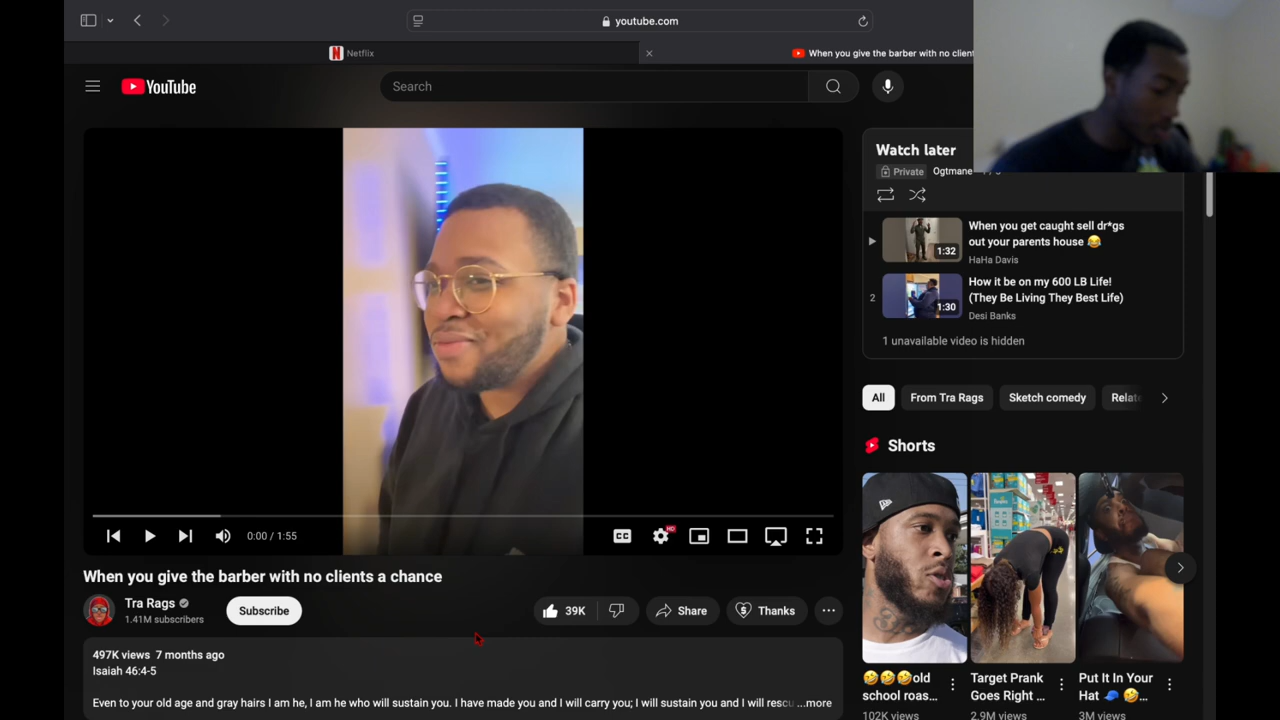 youtube.com
Netflix
When you give the barber with no client
YouTube
Search
Watch later
Private
Ogtmane
When you get caught sell dr*gs
out your parents house 😂
HaHa Davis
1:32
2
How it be on my 600 LB Life!
(They Be Living They Best Life)
Desi Banks
1:30
1 unavailable video is hidden
All
From Tra Rags
Sketch comedy
Relate
Shorts
0:00 / 1:55
CC
HD
When you give the barber with no clients a chance
Tra Rags
1.41M subscribers
Subscribe
39K
Share
Thanks
497K views 7 months ago
Isaiah 46:4-5
Even to your old age and gray hairs I am he, I am he who will sustain you. I have made you and I will carry you; I will sustain you and I will rescu ...more
🤣🤣🤣old
school roas...
102K views
Target Prank
Goes Right ...
2.9M views
Put It In Your
Hat 🧢 🤣...
3M views